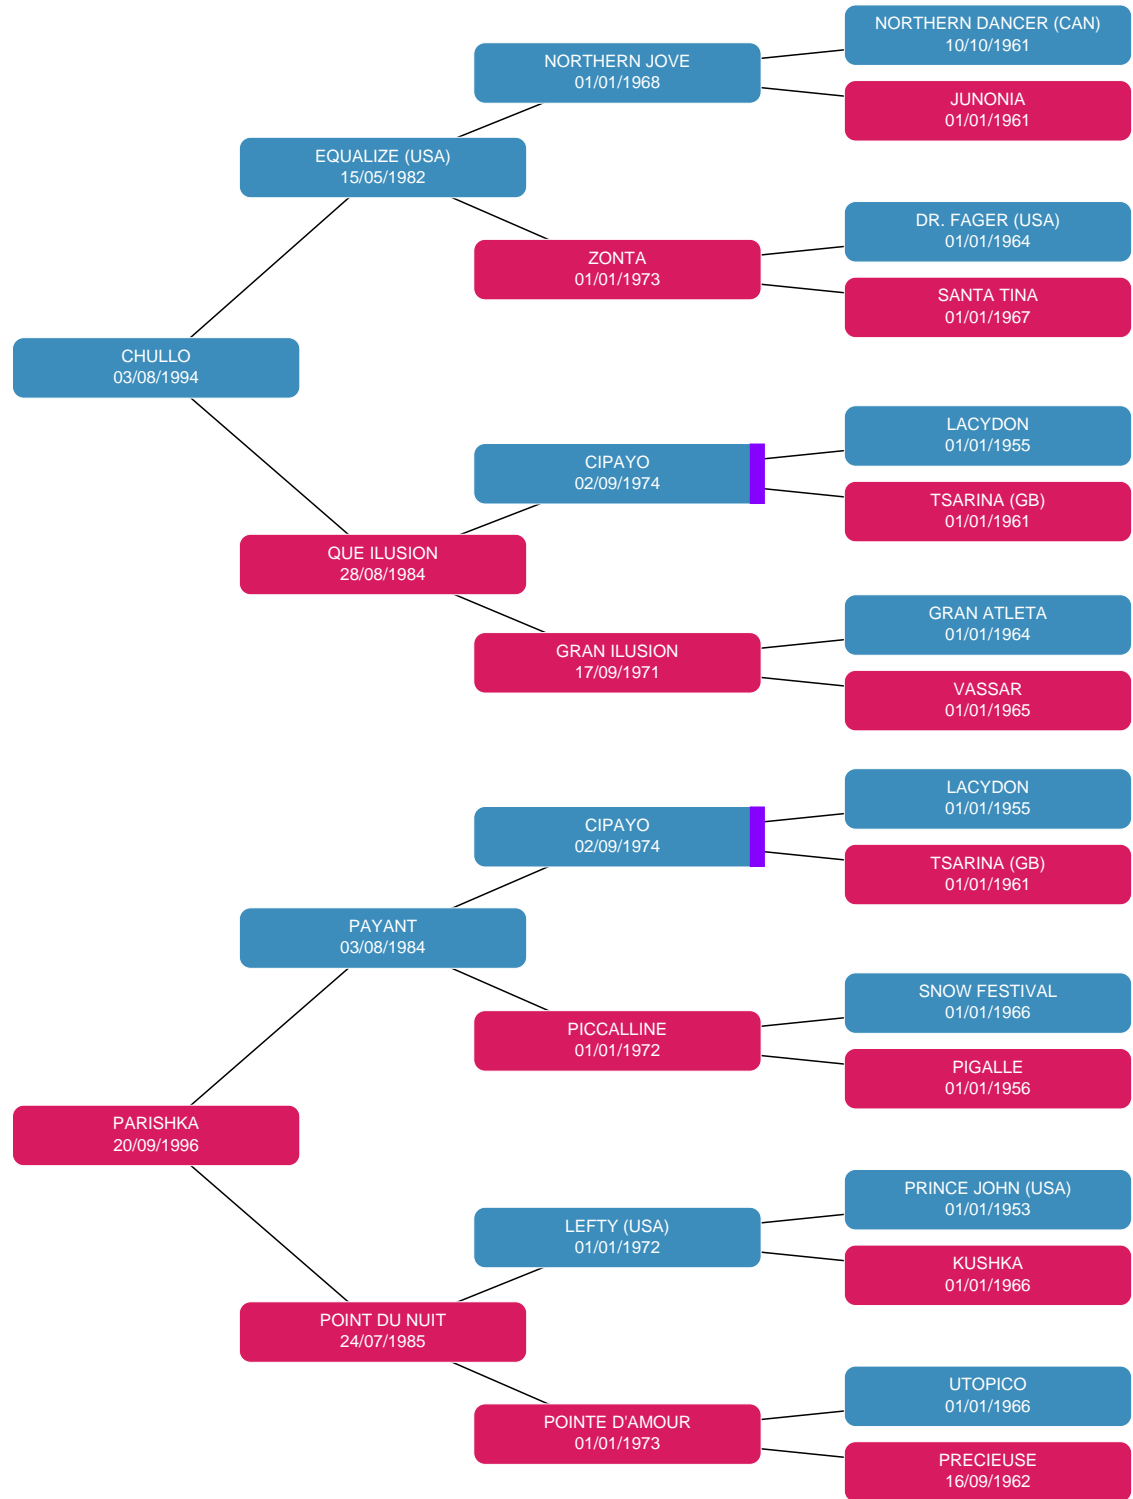 NORTHERN DANCER (CAN)
10/10/1961
NORTHERN JOVE
01/01/1968
JUNONIA
01/01/1961
EQUALIZE (USA)
15/05/1982
DR. FAGER (USA)
01/01/1964
ZONTA
01/01/1973
SANTA TINA
01/01/1967
CHULLO
03/08/1994
LACYDON
01/01/1955
CIPAYO
02/09/1974
TSARINA (GB)
01/01/1961
QUE ILUSION
28/08/1984
GRAN ATLETA
01/01/1964
GRAN ILUSION
17/09/1971
VASSAR
01/01/1965
LACYDON
01/01/1955
CIPAYO
02/09/1974
TSARINA (GB)
01/01/1961
PAYANT
03/08/1984
SNOW FESTIVAL
01/01/1966
PICCALLINE
01/01/1972
PIGALLE
01/01/1956
PARISHKA
20/09/1996
PRINCE JOHN (USA)
01/01/1953
LEFTY (USA)
01/01/1972
KUSHKA
01/01/1966
POINT DU NUIT
24/07/1985
UTOPICO
01/01/1966
POINTE D'AMOUR
01/01/1973
PRECIEUSE
16/09/1962